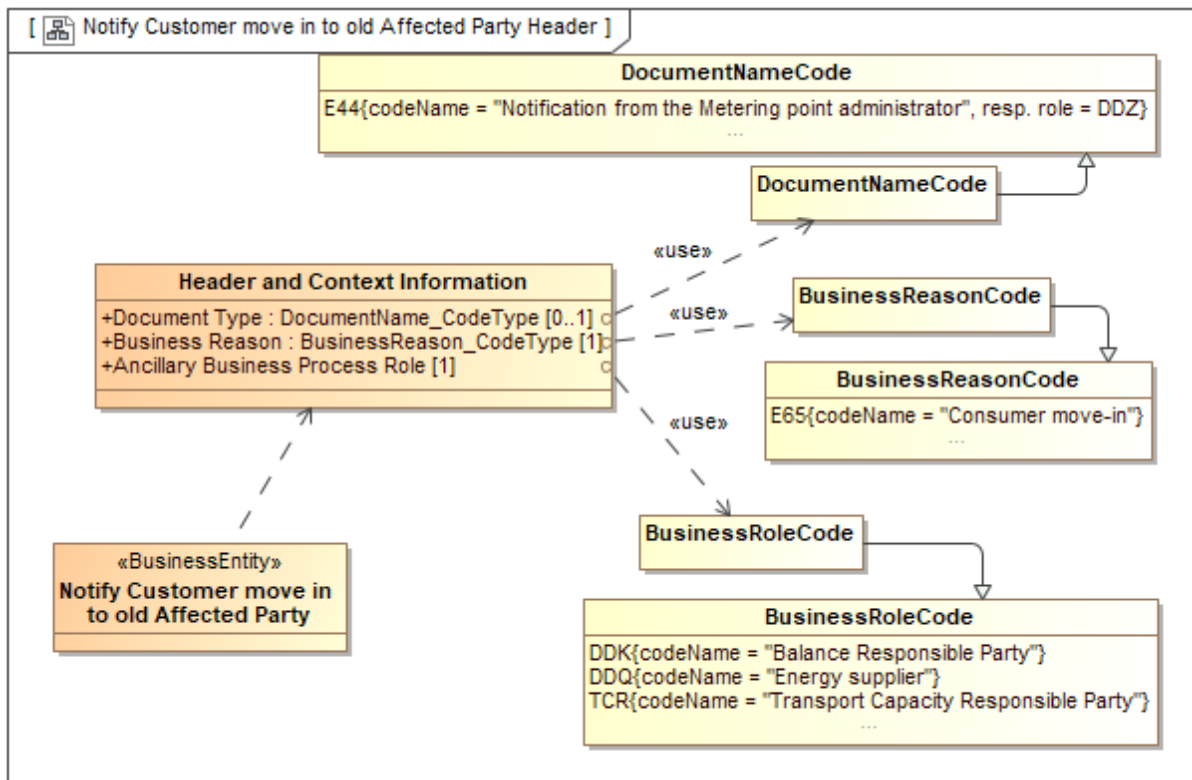 [ Notify Customer move in to old Affected Party Header ]
DocumentNameCode
E44{codeName = "Notification from the Metering point administrator", resp. role = DDZ}
...
DocumentNameCode
«use»
Header and Context Information
+Document Type : DocumentName_CodeType [0..1]
+Business Reason : BusinessReason_CodeType [1]
+Ancillary Business Process Role [1]
«use»
BusinessReasonCode
BusinessReasonCode
E65{codeName = "Consumer move-in"}
...
«use»
BusinessRoleCode
«BusinessEntity»
Notify Customer move in
to old Affected Party
BusinessRoleCode
DDK{codeName = "Balance Responsible Party"}
DDQ{codeName = "Energy supplier"}
TCR{codeName = "Transport Capacity Responsible Party"}
...